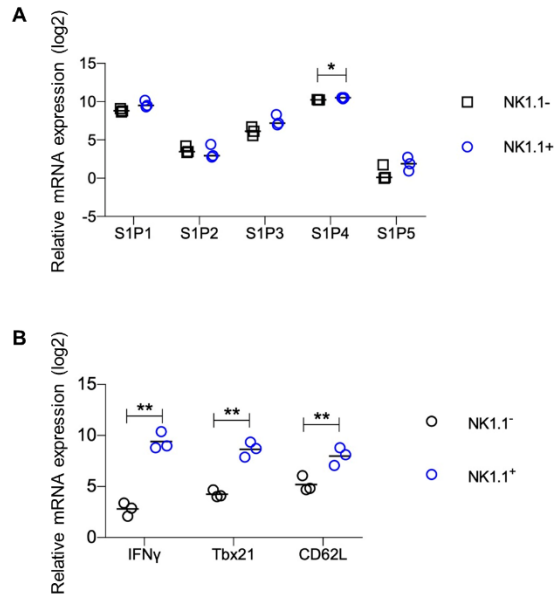 A
Relative mRNA expression (log2)
15
10
5
0
-5
*
S1P1 S1P2 S1P3 S1P4 S1P5
NK1.1-
NK1.1+
B
Relative mRNA expression (log2)
15
10
5
0
** ** **
IFNγ Tbx21 CD62L
NK1.1⁻
NK1.1⁺